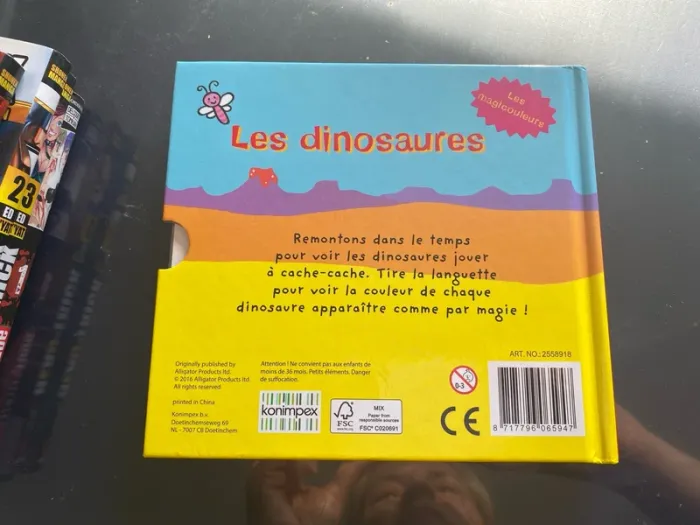 Les
magicouleurs
Les dinosaures
Remontons dans le temps
pour voir les dinosaures jouer
à cache-cache. Tire la languette
pour voir la couleur de chaque
dinosaure apparaître comme par magie !
Originally published by
Alligator Products ltd.
© 2016 Alligator Products ltd.
All rights reserved.
printed in China
Konimpex b.v.
Doetinchemseweg 69
NL - 7007 CB Doetinchem
Attention ! Ne convient pas aux enfants de
moins de 36 mois. Petits éléments. Danger
de suffocation.
konimpex
FSC
MIX
Paper from
responsible sources
FSC® C020691
0-3
CE
ART. NO.: 2558918
8 717796 065947
23